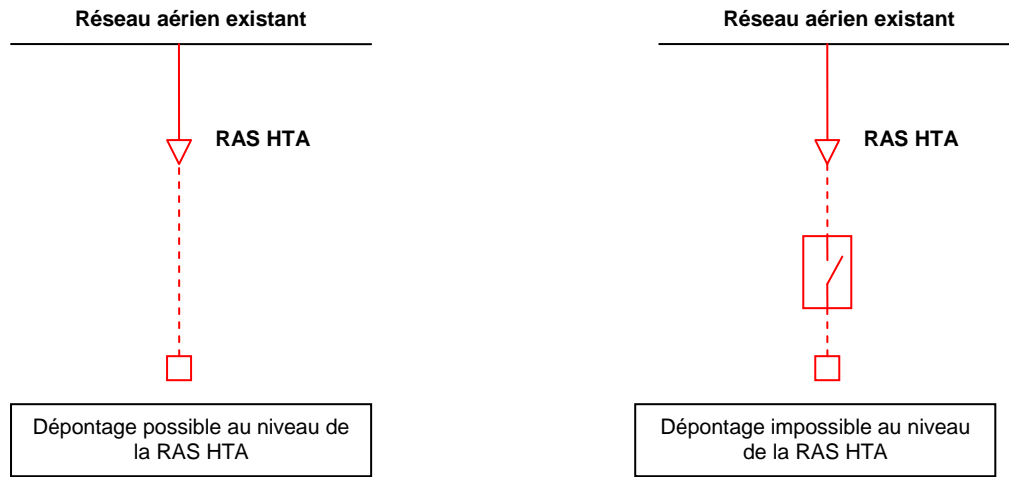 Réseau aérien existant
RAS HTA
Dépontage possible au niveau de
la RAS HTA
Réseau aérien existant
RAS HTA
Dépontage impossible au niveau
de la RAS HTA